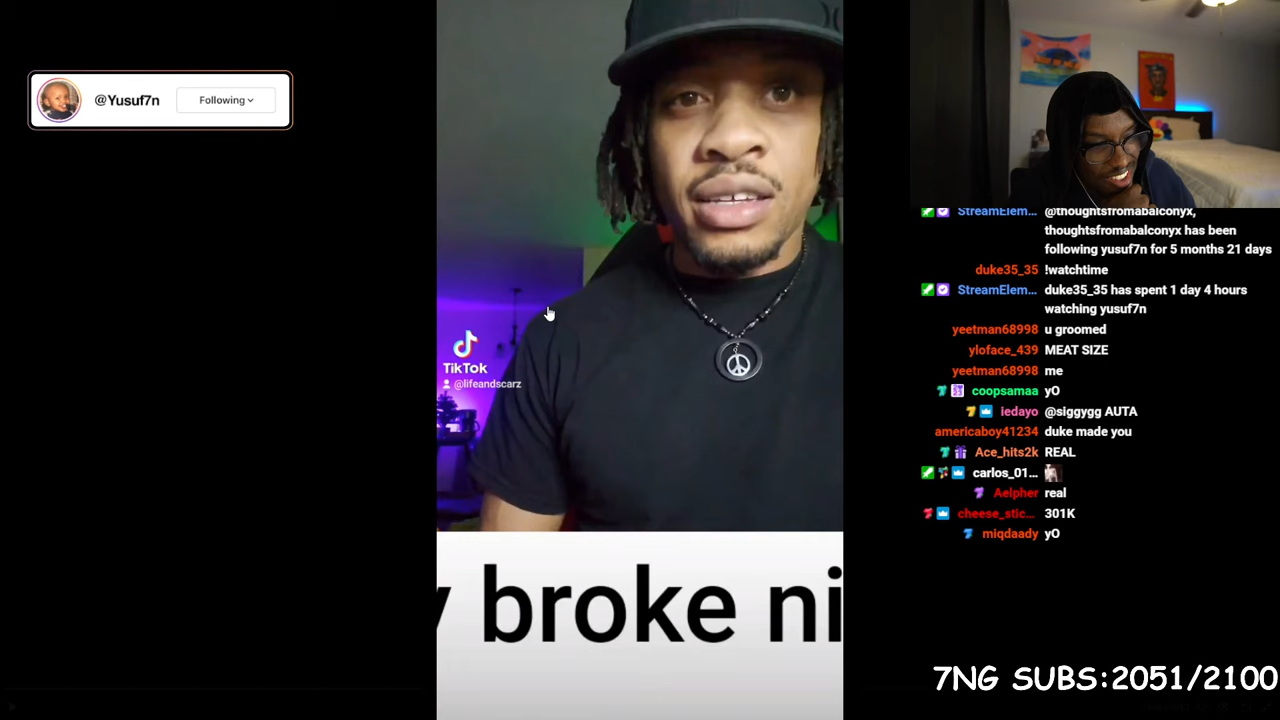 @Yusuf7n
Following
TikTok
@lifeandscarz
broke ni
StreamElem... @thoughtsfromabalconyx,
thoughtsfromabalconyx has been
following yusuf7n for 5 months 21 days
duke35_35 !watchtime
StreamElem... duke35_35 has spent 1 day 4 hours
watching yusuf7n
yeetman68998 u groomed
yloface_439 MEAT SIZE
yeetman68998 me
coopsamaa yO
iedayo @siggygg AUTA
americaboy41234 duke made you
Ace_hits2k REAL
carlos_01...
Aelpher real
cheese_stic... 301K
miqdaady yO
7NG SUBS:2051/2100